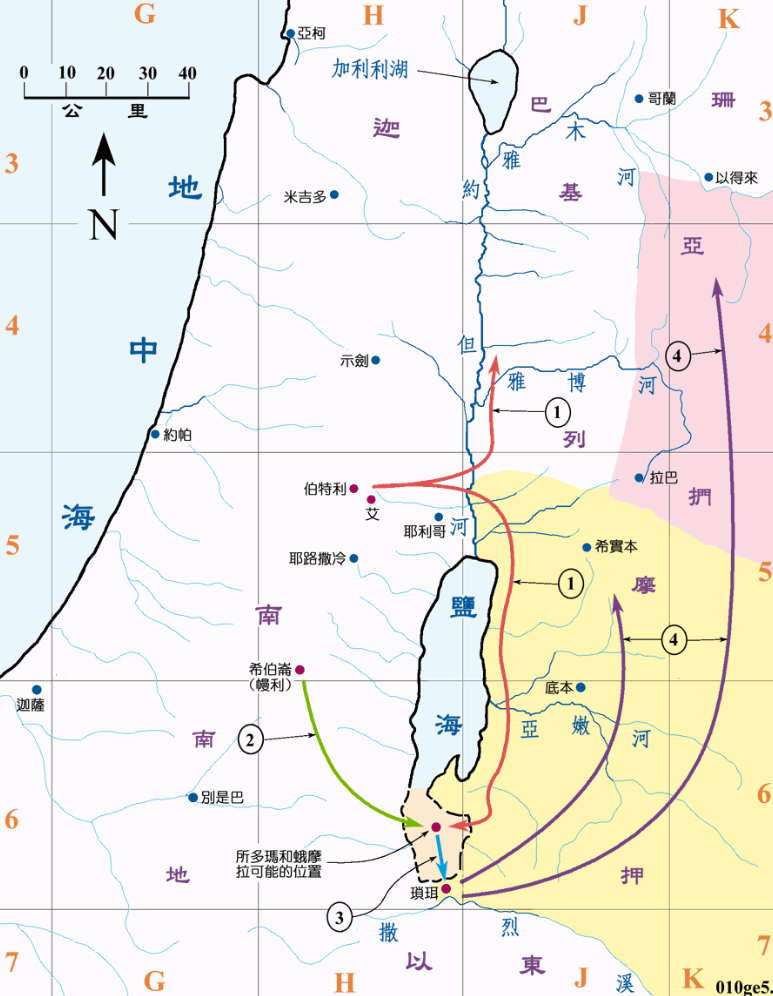 G
H
J
K
亞柯
0 10 20 30 40
公 里
加利利湖
巴
哥蘭
珊
3
迦
木
雅
河
以得來
N
3
地
米吉多
約
基
亞
4
中
示劍
但
4
4
雅 博 河
1
約帕
列
海
伯特利
艾
拉巴
捫
耶利哥
河
5
耶路撒冷
希實本
5
鹽
1
摩
南
4
希伯崙
(幔利)
底本
迦薩
南
2
海
亞 嫩 河
別是巴
6
6
所多瑪和蛾摩
拉可能的位置
地
瑣珥
押
3
撒
烈
7
以
東
溪
7
G
H
J
K
010ge5.